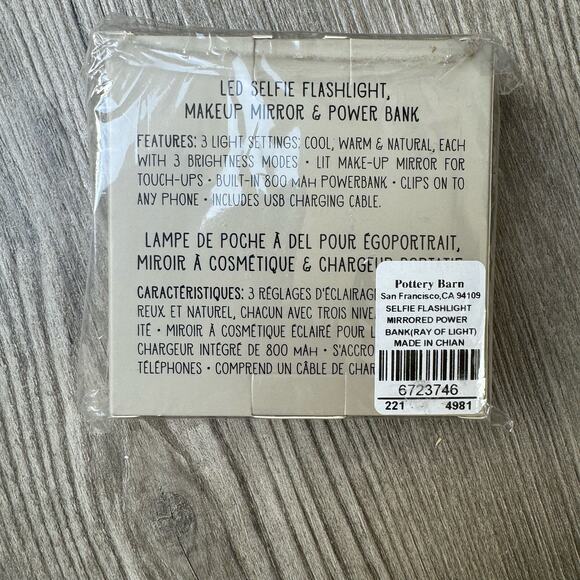 LED SELFIE FLASHLIGHT,
MAKEUP MIRROR & POWER BANK
FEATURES: 3 LIGHT SETTINGS: COOL, WARM & NATURAL, EACH
WITH 3 BRIGHTNESS MODES • LIT MAKE-UP MIRROR FOR
TOUCH-UPS • BUILT-IN 800 MAH POWERBANK • CLIPS ON TO
ANY PHONE • INCLUDES USB CHARGING CABLE.
LAMPE DE POCHE À DEL POUR ÉGOPORTRAIT,
MIROIR À COSMÉTIQUE & CHARGEUR PORTATIF
CARACTÉRISTIQUES: 3 RÉGLAGES D'ÉCLAIRAG
REUX ET NATUREL, CHACUN AVEC TROIS NIVE
ITÉ • MIROIR À COSMÉTIQUE ÉCLAIRÉ POUR L
CHARGEUR INTÉGRÉ DE 800 MAH • S'ACCRO
TÉLÉPHONES • COMPREND UN CÂBLE DE CHAR
Pottery Barn
San Francisco,CA 94109
SELFIE FLASHLIGHT
MIRRORED POWER
BANK(RAY OF LIGHT)
MADE IN CHIAN
6723746
221 4981